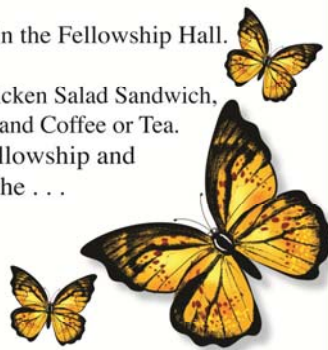 n the Fellowship Hall.
cken Salad Sandwich,
and Coffee or Tea.
llowship and
he . . .